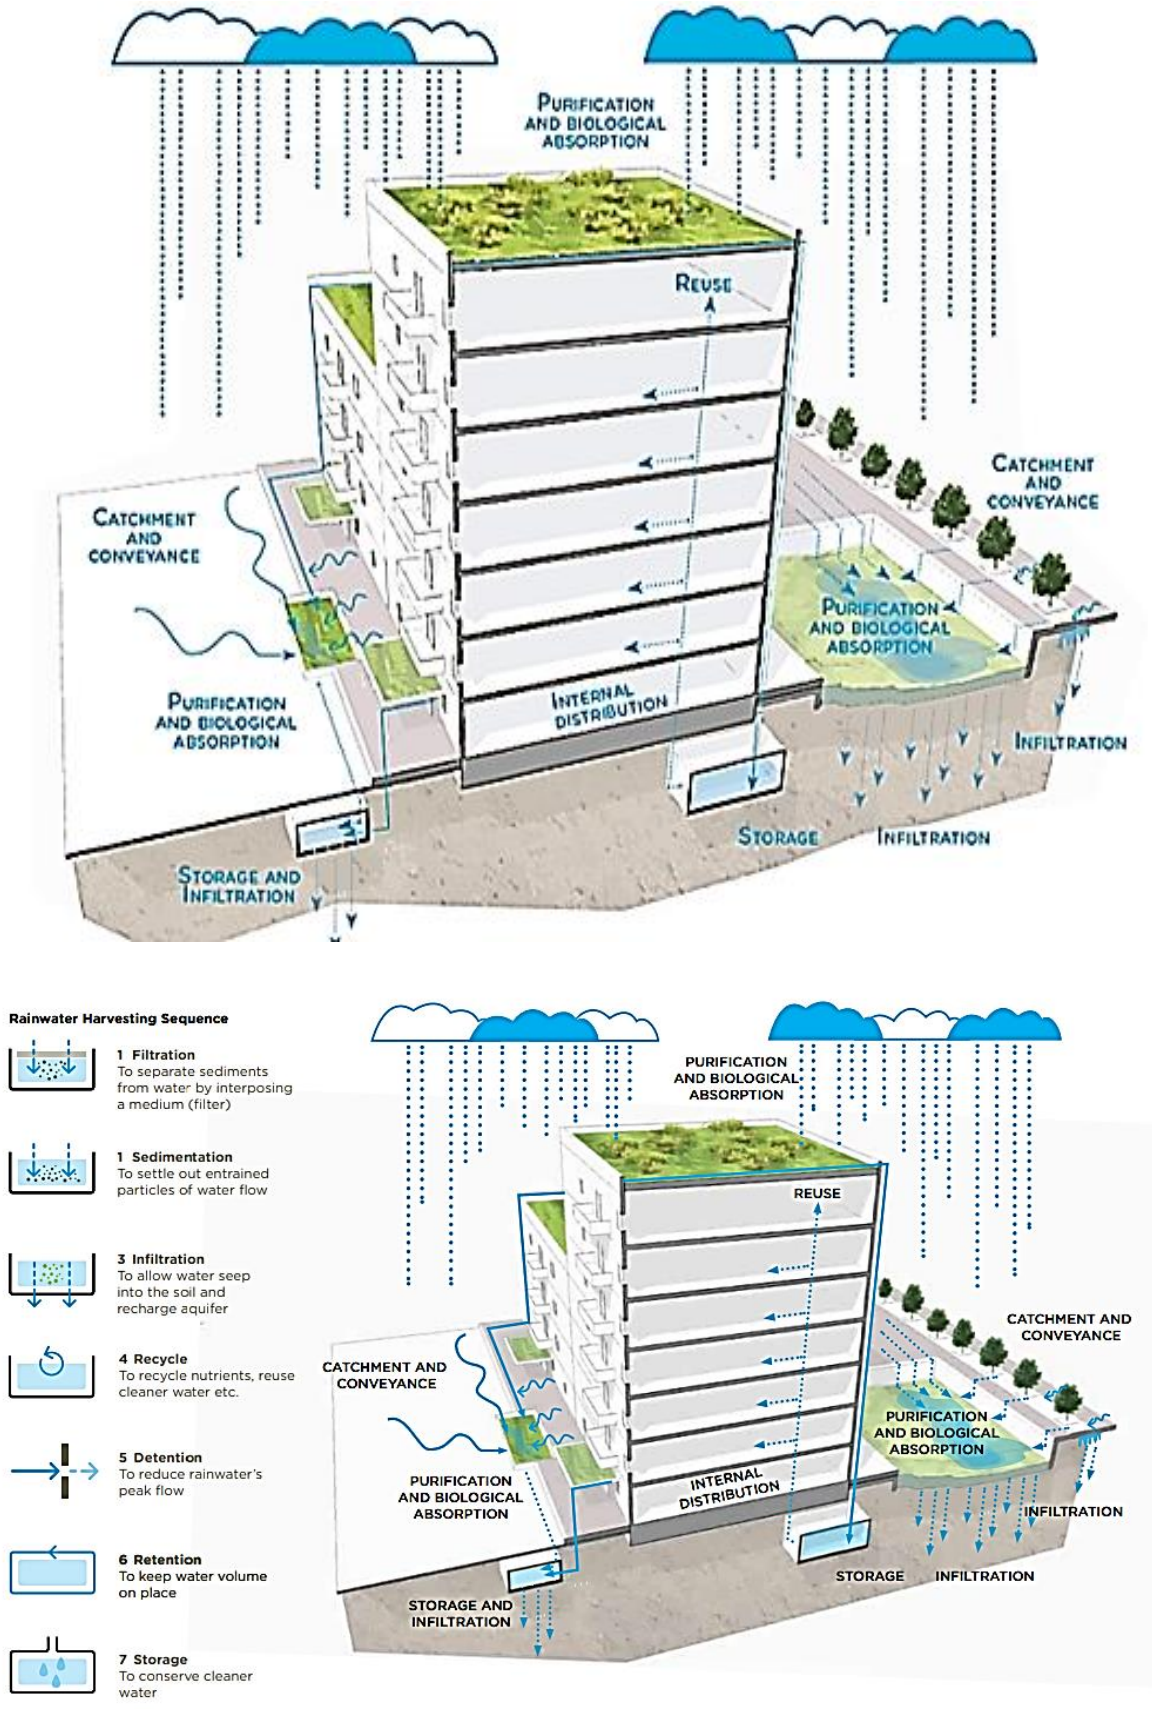 PURIFICATION
AND BIOLOGICAL
ABSORPTION
REUSE
CATCHMENT
AND
CONVEYANCE
CATCHMENT
AND
CONVEYANCE
PURIFICATION
AND BIOLOGICAL
ABSORPTION
INTERNAL
DISTRIBUTION
PURIFICATION
AND BIOLOGICAL
ABSORPTION
INFILTRATION
STORAGE
INFILTRATION
STORAGE AND
INFILTRATION
Rainwater Harvesting Sequence
1 Filtration
To separate sediments
from water by interposing
a medium (filter)
1 Sedimentation
To settle out entrained
particles of water flow
3 Infiltration
To allow water seep
into the soil and
recharge aquifer
4 Recycle
To recycle nutrients, reuse
cleaner water etc.
5 Detention
To reduce rainwater's
peak flow
6 Retention
To keep water volume
on place
7 Storage
To conserve cleaner
water
PURIFICATION
AND BIOLOGICAL
ABSORPTION
REUSE
CATCHMENT AND
CONVEYANCE
CATCHMENT AND
CONVEYANCE
PURIFICATION
AND BIOLOGICAL
ABSORPTION
PURIFICATION
AND BIOLOGICAL
ABSORPTION
INTERNAL
DISTRIBUTION
INFILTRATION
STORAGE
INFILTRATION
STORAGE AND
INFILTRATION